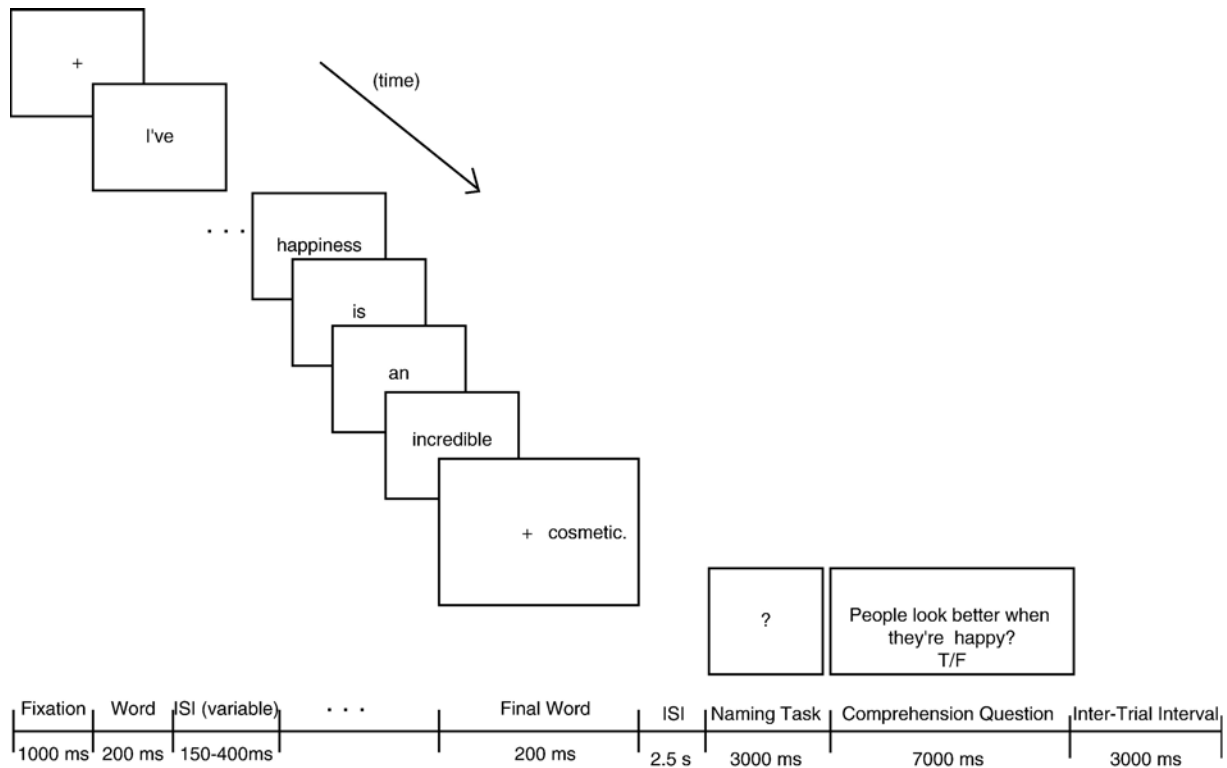 +
(time)
I've
. . .
happiness
is
an
incredible
+ cosmetic.
?
People look better when
they're happy?
T/F
Fixation Word ISI (variable) . . . Final Word ISI Naming Task Comprehension Question Inter-Trial Interval
1000 ms 200 ms 150-400ms 200 ms 2.5 s 3000 ms 7000 ms 3000 ms